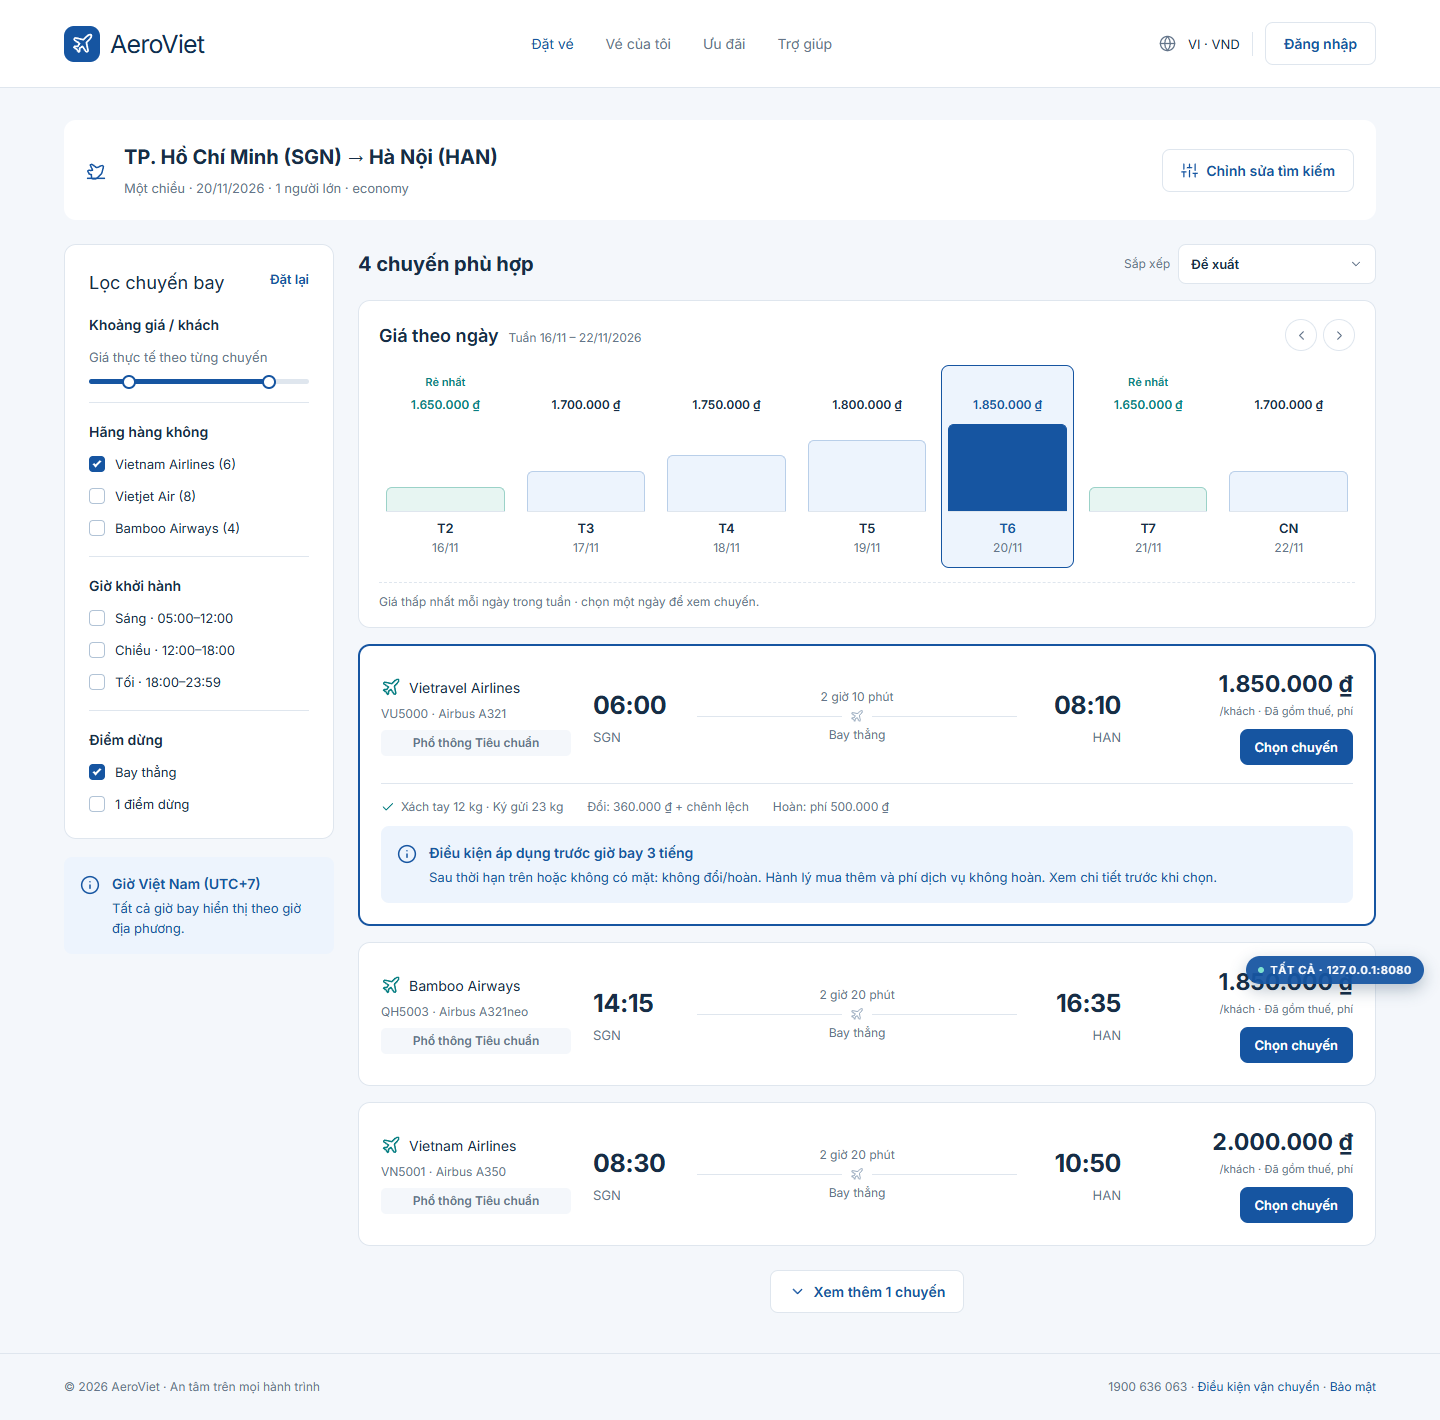 AeroViet
Đặt vé
Vé của tôi
Ưu đãi
Trợ giúp
VI · VND
Đăng nhập
TP. Hồ Chí Minh (SGN) → Hà Nội (HAN)
Một chiều · 20/11/2026 · 1 người lớn · economy
Chỉnh sửa tìm kiếm
Lọc chuyến bay
Đặt lại
Khoảng giá / khách
Giá thực tế theo từng chuyến
Hãng hàng không
Vietnam Airlines (6)
Vietjet Air (8)
Bamboo Airways (4)
Giờ khởi hành
Sáng · 05:00–12:00
Chiều · 12:00–18:00
Tối · 18:00–23:59
Điểm dừng
Bay thẳng
1 điểm dừng
Giờ Việt Nam (UTC+7)
Tất cả giờ bay hiển thị theo giờ
địa phương.
4 chuyến phù hợp
Sắp xếp
Đề xuất
Giá theo ngày
Tuần 16/11 – 22/11/2026
Rẻ nhất
1.650.000 ₫
T2
16/11
1.700.000 ₫
T3
17/11
1.750.000 ₫
T4
18/11
1.800.000 ₫
T5
19/11
1.850.000 ₫
T6
20/11
Rẻ nhất
1.650.000 ₫
T7
21/11
1.700.000 ₫
CN
22/11
Giá thấp nhất mỗi ngày trong tuần · chọn một ngày để xem chuyến.
Vietravel Airlines
VU5000 · Airbus A321
Phổ thông Tiêu chuẩn
06:00
SGN
2 giờ 10 phút
Bay thẳng
08:10
HAN
1.850.000 ₫
/khách · Đã gồm thuế, phí
Chọn chuyến
Xách tay 12 kg · Ký gửi 23 kg
Đổi: 360.000 ₫ + chênh lệch
Hoàn: phí 500.000 ₫
Điều kiện áp dụng trước giờ bay 3 tiếng
Sau thời hạn trên hoặc không có mặt: không đổi/hoàn. Hành lý mua thêm và phí dịch vụ không hoàn. Xem chi tiết trước khi chọn.
Bamboo Airways
QH5003 · Airbus A321neo
Phổ thông Tiêu chuẩn
14:15
SGN
2 giờ 20 phút
Bay thẳng
16:35
HAN
TẤT CẢ · 127.0.0.1:8080
1.850.000 ₫
/khách · Đã gồm thuế, phí
Chọn chuyến
Vietnam Airlines
VN5001 · Airbus A350
Phổ thông Tiêu chuẩn
08:30
SGN
2 giờ 20 phút
Bay thẳng
10:50
HAN
2.000.000 ₫
/khách · Đã gồm thuế, phí
Chọn chuyến
Xem thêm 1 chuyến
© 2026 AeroViet · An tâm trên mọi hành trình
1900 636 063 · Điều kiện vận chuyển · Bảo mật